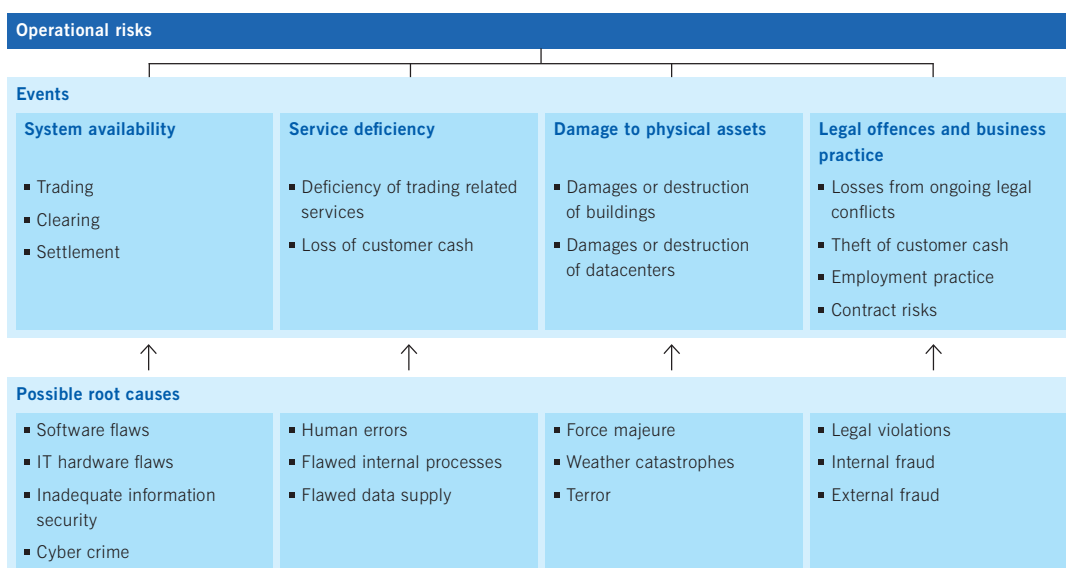 Operational risks
Events
System availability
▪ Trading
▪ Clearing
▪ Settlement
Service deficiency
▪ Deficiency of trading related
services
▪ Loss of customer cash
Damage to physical assets
▪ Damages or destruction
of buildings
▪ Damages or destruction
of datacenters
Legal offences and business
practice
▪ Losses from ongoing legal
conflicts
▪ Theft of customer cash
▪ Employment practice
▪ Contract risks
Possible root causes
▪ Software flaws
▪ IT hardware flaws
▪ Inadequate information
security
▪ Cyber crime
▪ Human errors
▪ Flawed internal processes
▪ Flawed data supply
▪ Force majeure
▪ Weather catastrophes
▪ Terror
▪ Legal violations
▪ Internal fraud
▪ External fraud